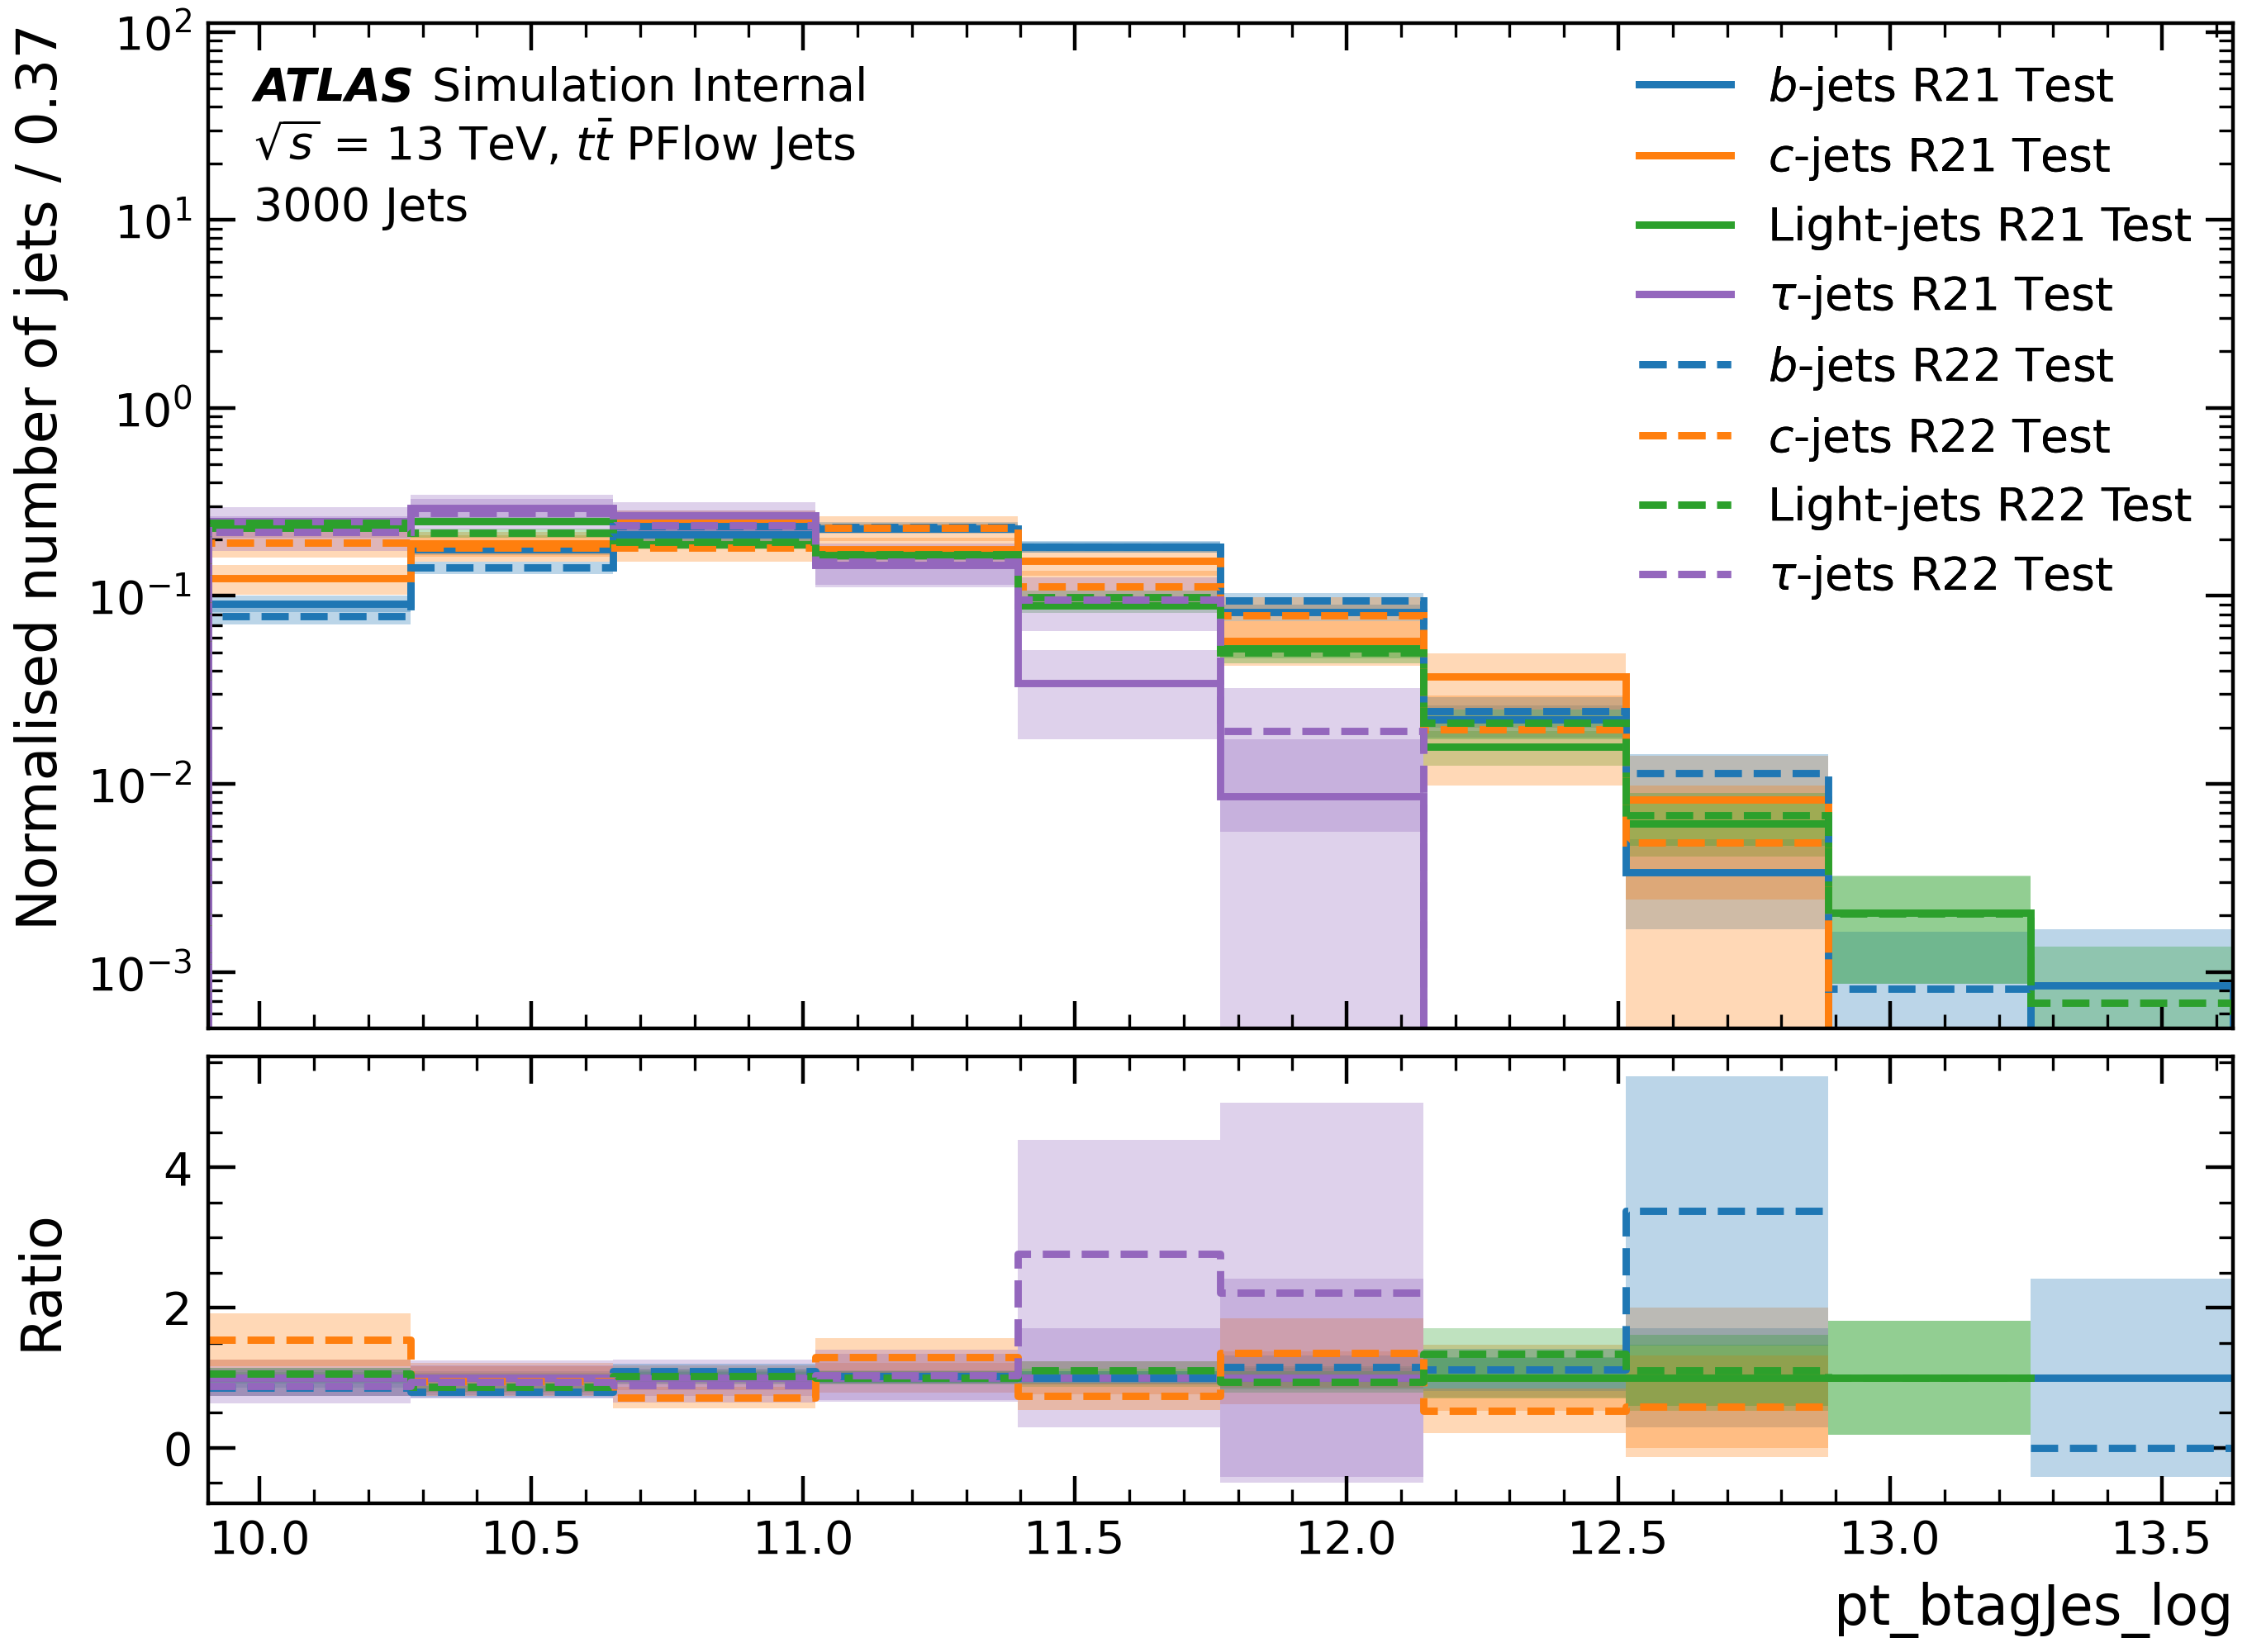 Normalised number of jets / 0.37
10² 10¹ 10⁰ 10⁻¹ 10⁻² 10⁻³
ATLAS Simulation Internal
√s = 13 TeV, tt̄ PFlow Jets
3000 Jets
b-jets R21 Test
c-jets R21 Test
Light-jets R21 Test
τ-jets R21 Test
b-jets R22 Test
c-jets R22 Test
Light-jets R22 Test
τ-jets R22 Test
Ratio
4
2
0
10.0 10.5 11.0 11.5 12.0 12.5 13.0 13.5
pt_btagJes_log